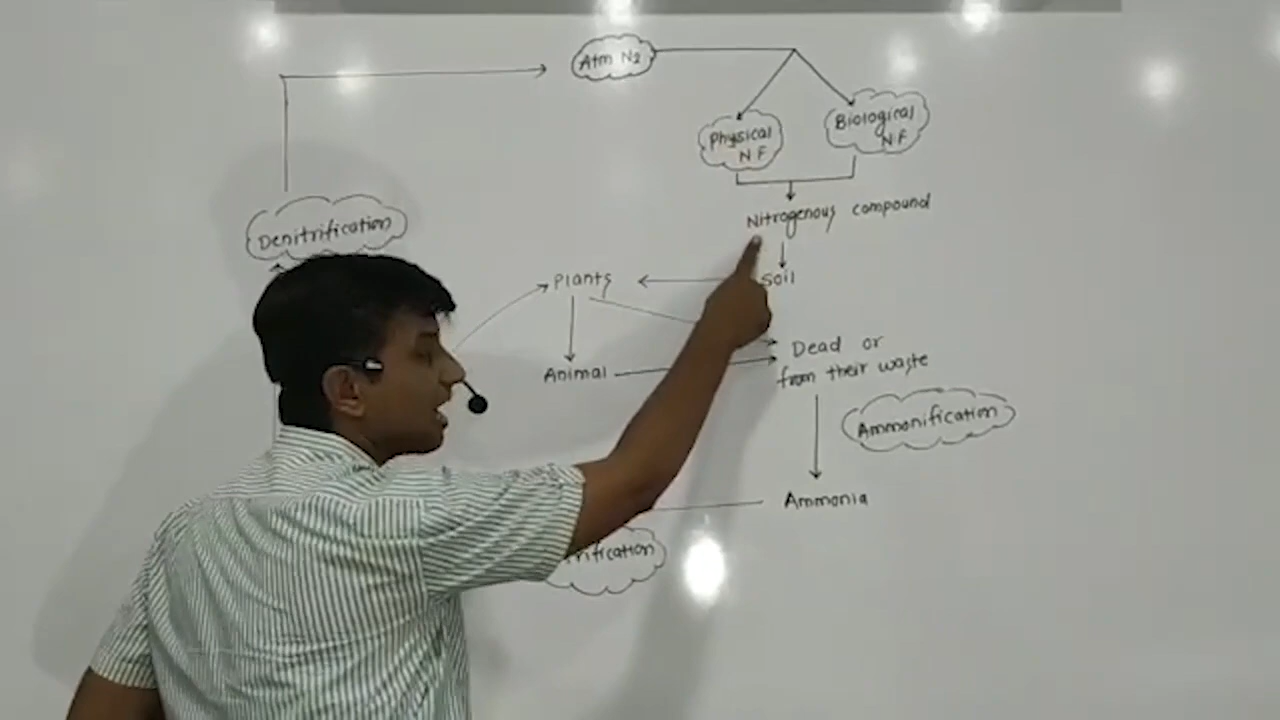 Atm N2
Physical
N F
Biological
N F
Nitrogenous compound
Denitrification
Plants
Soil
Animal
Dead or
from their waste
Ammonification
Ammonia